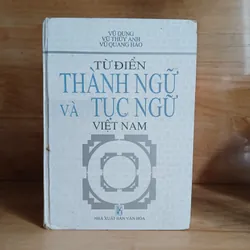 VŨ DUNG
VŨ THÚY ANH
VŨ QUANG HÀO
TỪ ĐIỂN
THÀNH NGỮ
VÀ TỤC NGỮ
VIỆT NAM
NHÀ XUẤT BẢN VĂN HÓA